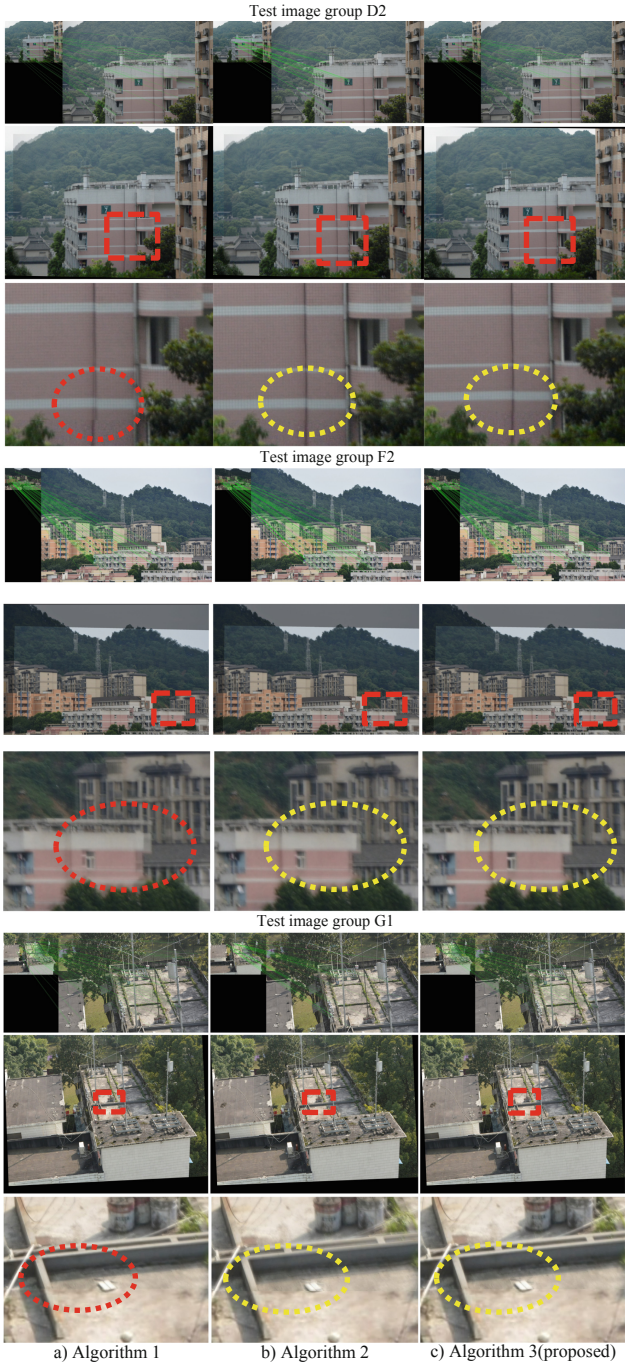 Test image group D2
Test image group F2
Test image group G1
a) Algorithm 1
b) Algorithm 2
c) Algorithm 3(proposed)